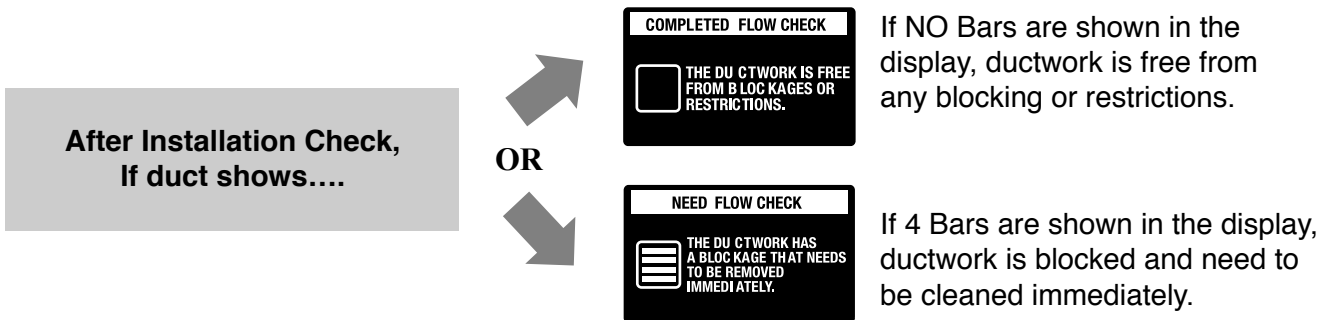 After Installation Check,
If duct shows….
OR
COMPLETED FLOW CHECK
THE DU CTWORK IS FREE
FROM B LOC KAGES OR
RESTRICTIONS.
If NO Bars are shown in the
display, ductwork is free from
any blocking or restrictions.
NEED FLOW CHECK
THE DU CTWORK HAS
A BLOC KAGE THAT NEEDS
TO BE REMOVED
IMMEDI ATELY.
If 4 Bars are shown in the display,
ductwork is blocked and need to
be cleaned immediately.